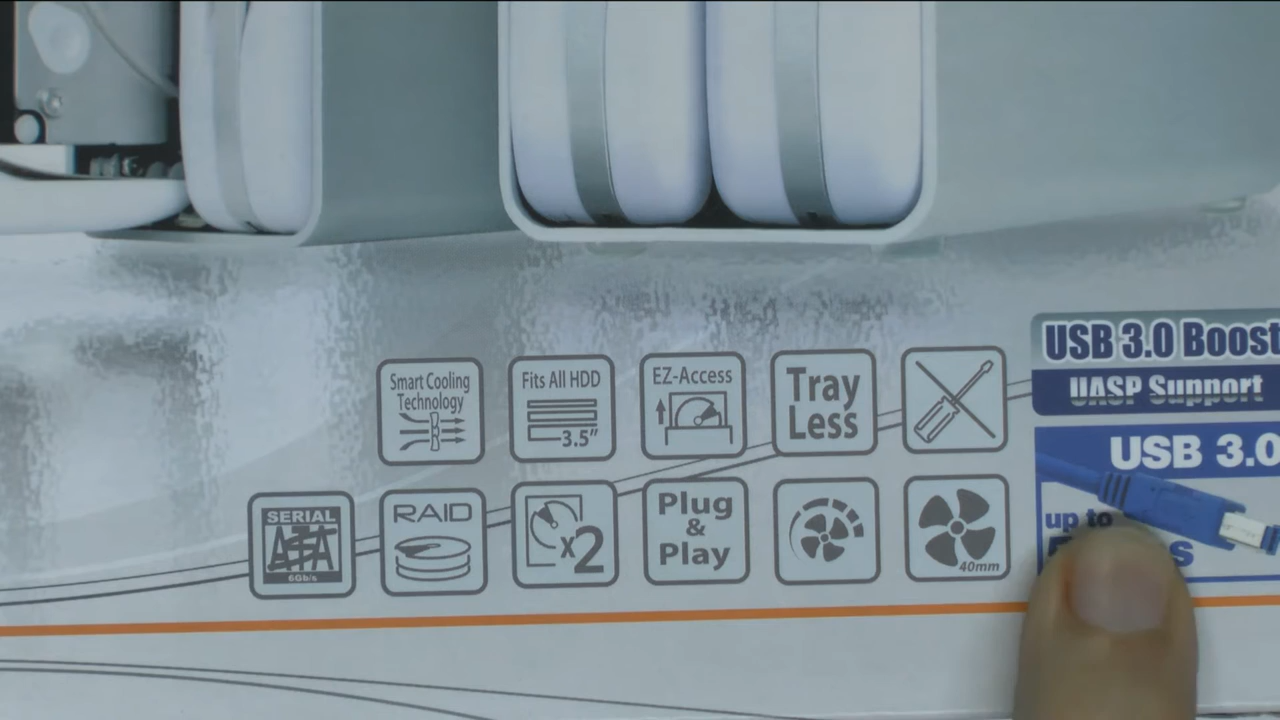 Smart Cooling
Technology
Fits All HDD
3.5"
EZ-Access
Tray
Less
USB 3.0 Boost
UASP Support
SERIAL
ATA
6Gb/s
RAID
x2
Plug
&
Play
40mm
USB 3.0
up to